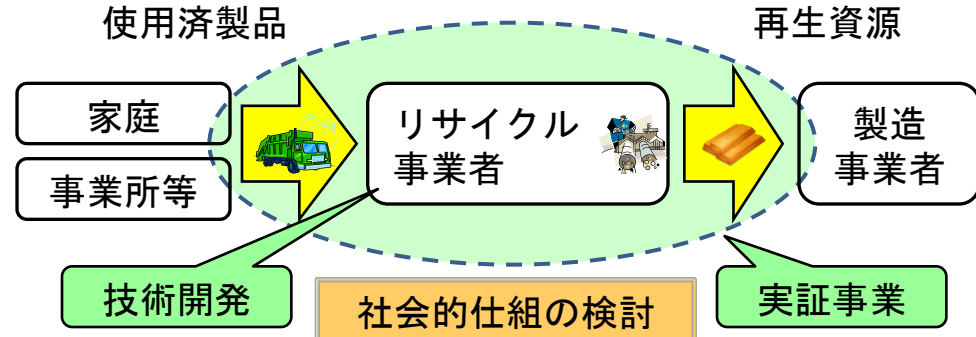 使用済製品
再生資源
家庭
事業所等
リサイクル
事業者
製造
事業者
技術開発
社会的仕組の検討
実証事業